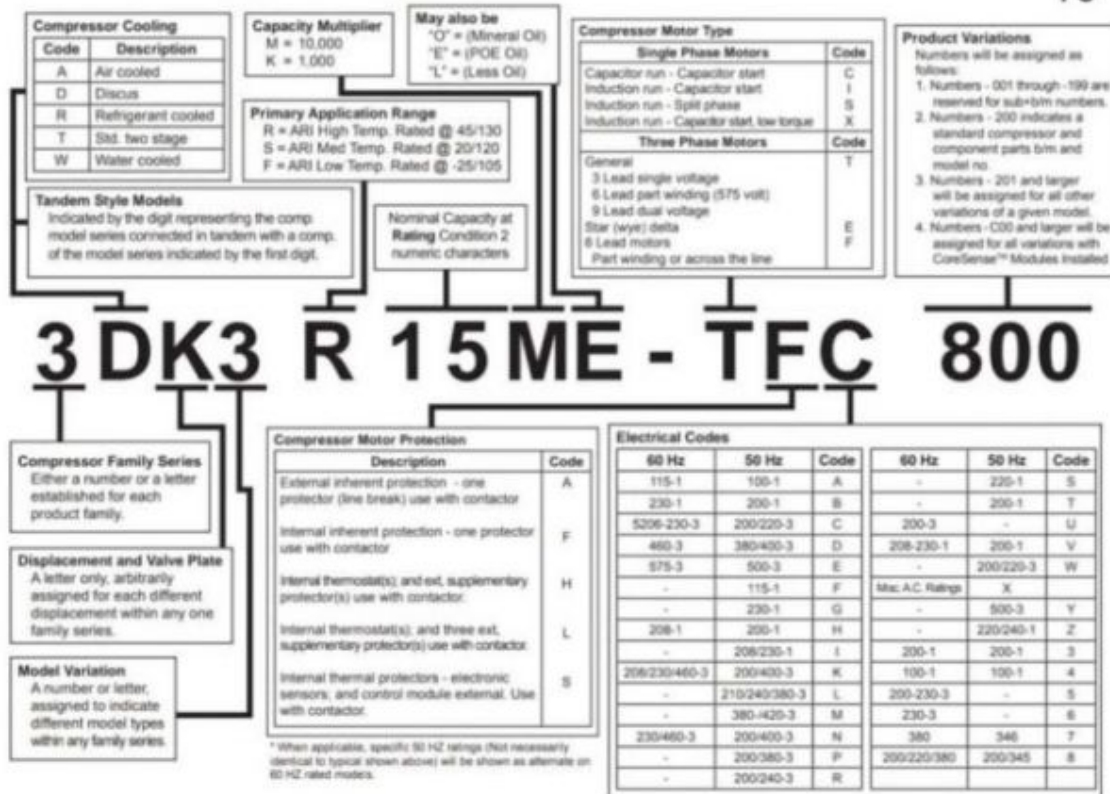 Compressor Cooling
Code Description
A Air cooled
D Discus
R Refrigerant cooled
T Std. two stage
W Water cooled
Capacity Multiplier
M = 10,000
K = 1,000
May also be
"O" = (Mineral Oil)
"E" = (POE Oil)
"L" = (Less Oil)
Primary Application Range
R = ARI High Temp. Rated @ 45/130
S = ARI Med Temp. Rated @ 20/120
F = ARI Low Temp. Rated @ -25/105
Tandem Style Models
Indicated by the digit representing the comp.
model series connected in tandem with a comp.
of the model series indicated by the first digit.
Nominal Capacity at
Rating Condition 2
numeric characters
Compressor Motor Type
Single Phase Motors Code
Capacitor run - Capacitor start C
Induction run - Capacitor start I
Induction run - Split phase S
Induction run - Capacitor start, low torque X
Three Phase Motors Code
General T
3 Lead single voltage
6 Lead part winding (575 volt)
9 Lead dual voltage
Star (wye) delta E
6 Lead motors F
Part winding or across the line
Product Variations
Numbers will be assigned as
follows:
1. Numbers - 001 through -199 are
reserved for sub+b/m numbers.
2. Numbers - 200 indicates a
standard compressor and
component parts b/m and
model no.
3. Numbers - 201 and larger
will be assigned for all other
variations of a given model.
4. Numbers - C00 and larger will be
assigned for all variations with
CoreSense™ Modules Installed
3DK3 R 15ME - TFC 800
Compressor Family Series
Either a number or a letter
established for each
product family.
Displacement and Valve Plate
A letter only, arbitrarily
assigned for each different
displacement within any one
family series.
Model Variation
A number or letter,
assigned to indicate
different model types
within any family series.
Compressor Motor Protection
Description Code
External inherent protection - one A
protector (line break) use with contactor
Internal inherent protection - one protector F
use with contactor
Internal thermostat(s); and ext, supplementary H
protector(s) use with contactor.
Internal thermostat(s); and three ext, L
supplementary protector(s) use with contactor.
Internal thermal protectors - electronic S
sensors; and control module external. Use
with contactor.
* When applicable, specific 50 HZ ratings (Not necessarily
identical to typical shown above) will be shown as alternate on
60 HZ rated models.
Electrical Codes
60 Hz 50 Hz Code 60 Hz 50 Hz Code
115-1 100-1 A - 220-1 S
230-1 200-1 B - 200-1 T
5206-230-3 200/220-3 C 200-3 - U
460-3 380/400-3 D 208-230-1 200-1 V
575-3 500-3 E - 200/220-3 W
- 115-1 F Misc A.C. Ratings X
- 230-1 G - 500-3 Y
208-1 200-1 H - 220/240-1 Z
- 208/230-1 I 200-1 200-1 3
208/230/460-3 200/400-3 K 100-1 100-1 4
- 210/240/380-3 L 200-230-3 - 5
- 380-/420-3 M 230-3 - 6
230/460-3 200/400-3 N 380 346 7
- 200/380-3 P 200/220/380 200/345 8
- 200/240-3 R